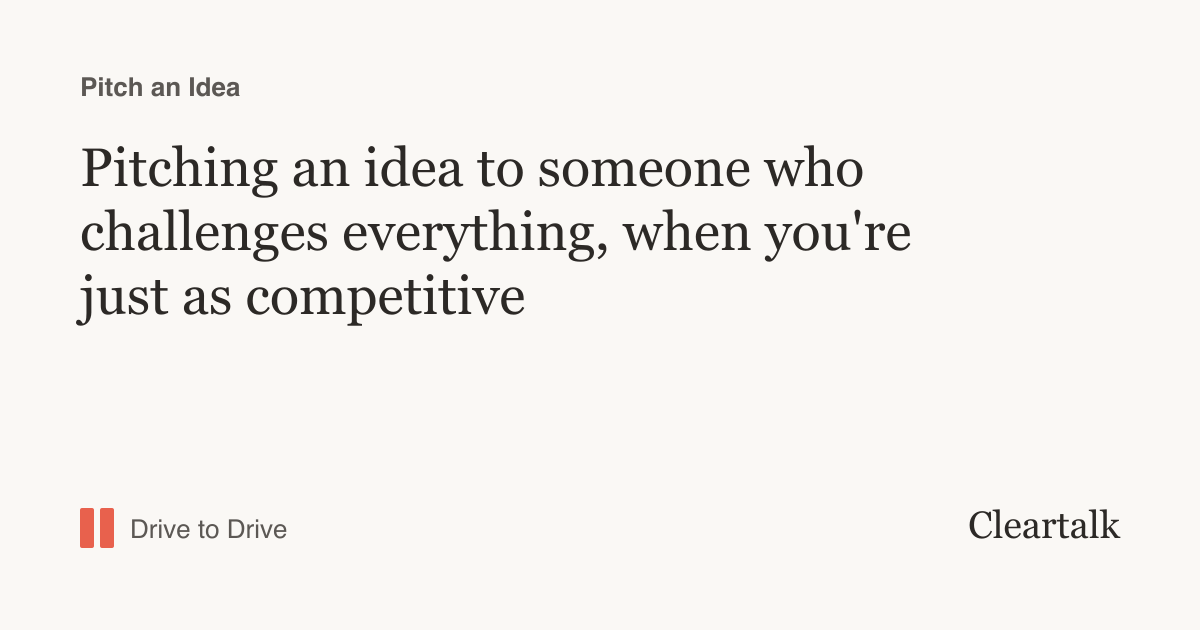 Pitch an Idea
Pitching an idea to someone who
challenges everything, when you're
just as competitive
Drive to Drive
Cleartalk